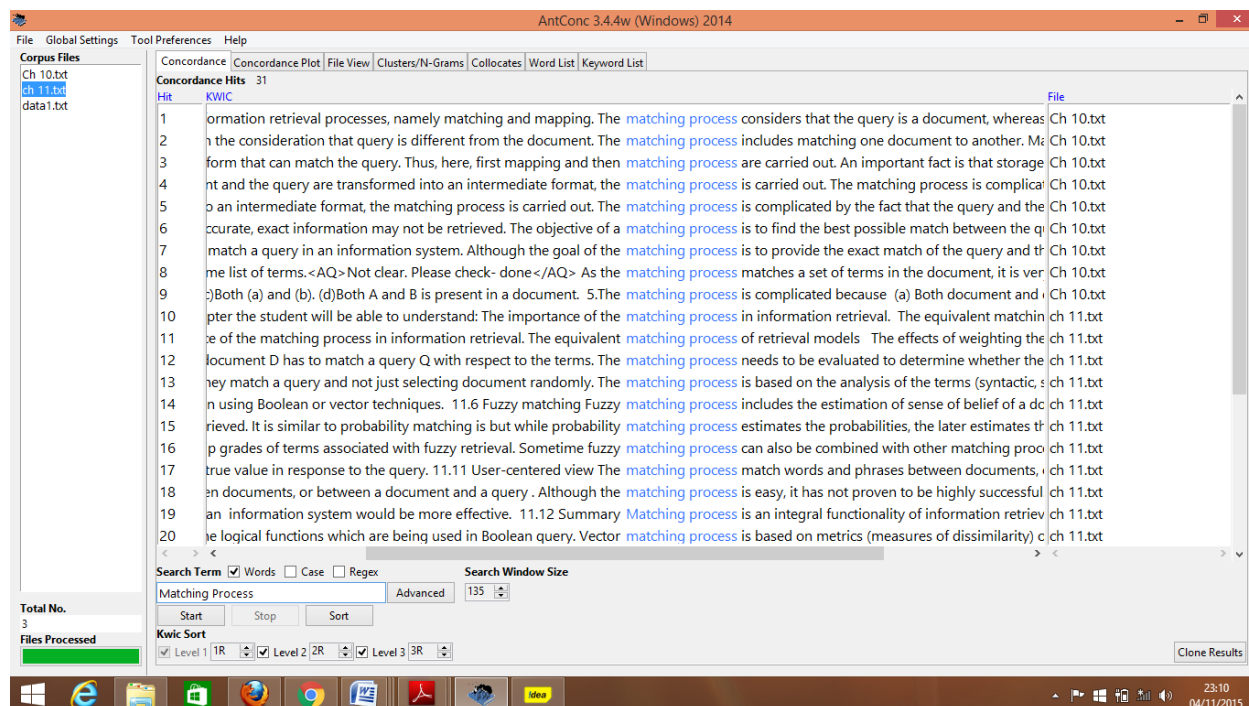 AntConc 3.4.4w (Windows) 2014
File Global Settings Tool Preferences Help
Corpus Files
Ch 10.txt
ch 11.txt
data1.txt
Concordance Concordance Plot File View Clusters/N-Grams Collocates Word List Keyword List
Concordance Hits 31
Hit KWIC File
1 ormation retrieval processes, namely matching and mapping. The matching process considers that the query is a document, whereas Ch 10.txt
2 n the consideration that query is different from the document. The matching process includes matching one document to another. Ma Ch 10.txt
3 form that can match the query. Thus, here, first mapping and then matching process are carried out. An important fact is that storage Ch 10.txt
4 nt and the query are transformed into an intermediate format, the matching process is carried out. The matching process is complicat Ch 10.txt
5 o an intermediate format, the matching process is carried out. The matching process is complicated by the fact that the query and the Ch 10.txt
6 ccurate, exact information may not be retrieved. The objective of a matching process is to find the best possible match between the q Ch 10.txt
7 match a query in an information system. Although the goal of the matching process is to provide the exact match of the query and th Ch 10.txt
8 me list of terms.<AQ>Not clear. Please check- done</AQ> As the matching process matches a set of terms in the document, it is ver Ch 10.txt
9 c)Both (a) and (b). (d)Both A and B is present in a document. 5.The matching process is complicated because (a) Both document and Ch 10.txt
10 pter the student will be able to understand: The importance of the matching process in information retrieval. The equivalent matchin ch 11.txt
11 ce of the matching process in information retrieval. The equivalent matching process of retrieval models The effects of weighting the ch 11.txt
12 document D has to match a query Q with respect to the terms. The matching process needs to be evaluated to determine whether the ch 11.txt
13 hey match a query and not just selecting document randomly. The matching process is based on the analysis of the terms (syntactic, s ch 11.txt
14 n using Boolean or vector techniques. 11.6 Fuzzy matching Fuzzy matching process includes the estimation of sense of belief of a do ch 11.txt
15 rieved. It is similar to probability matching is but while probability matching process estimates the probabilities, the later estimates th ch 11.txt
16 p grades of terms associated with fuzzy retrieval. Sometime fuzzy matching process can also be combined with other matching proc ch 11.txt
17 true value in response to the query. 11.11 User-centered view The matching process match words and phrases between documents, ch 11.txt
18 en documents, or between a document and a query . Although the matching process is easy, it has not proven to be highly successful. ch 11.txt
19 an information system would be more effective. 11.12 Summary Matching process is an integral functionality of information retriev ch 11.txt
20 ne logical functions which are being used in Boolean query. Vector matching process is based on metrics (measures of dissimilarity) c ch 11.txt
Search Term Words Case Regex Search Window Size
Matching Process Advanced 135
Start Stop Sort
Total No.
3
Files Processed
Kwic Sort
Level 1 1R Level 2 2R Level 3 3R
Clone Results
Idea
23:10
04/11/2015